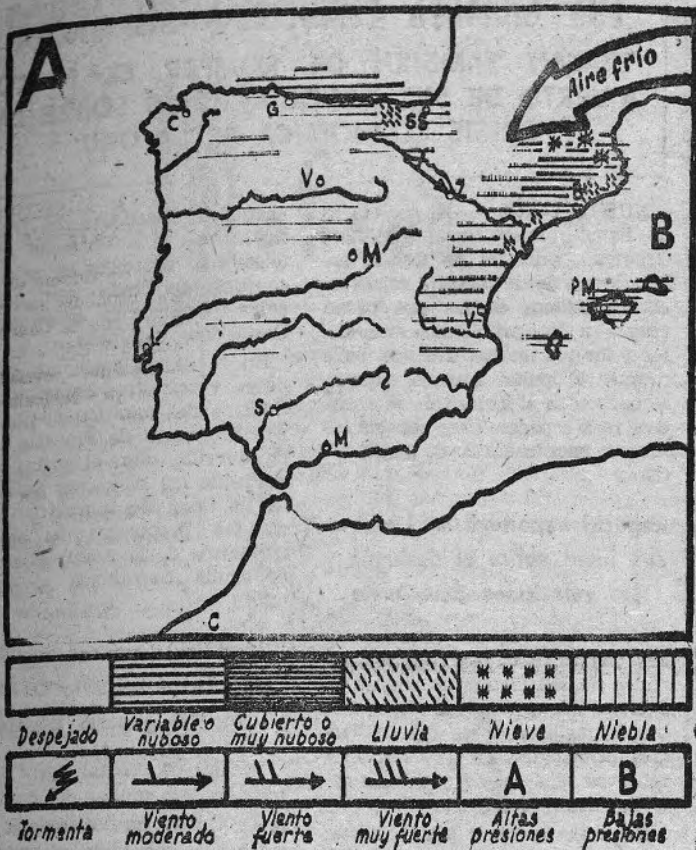 A
Aire frío
C
G
SS
Z
B
Vo
M
B
PM
V
L
S
M
C
Despejado
Variable o nuboso
Cubierto o muy nuboso
Lluvia
Nieve
Niebla
A
B
Tormenta
Viento moderado
Viento fuerte
Viento muy fuerte
Altas presiones
Bajas presiones